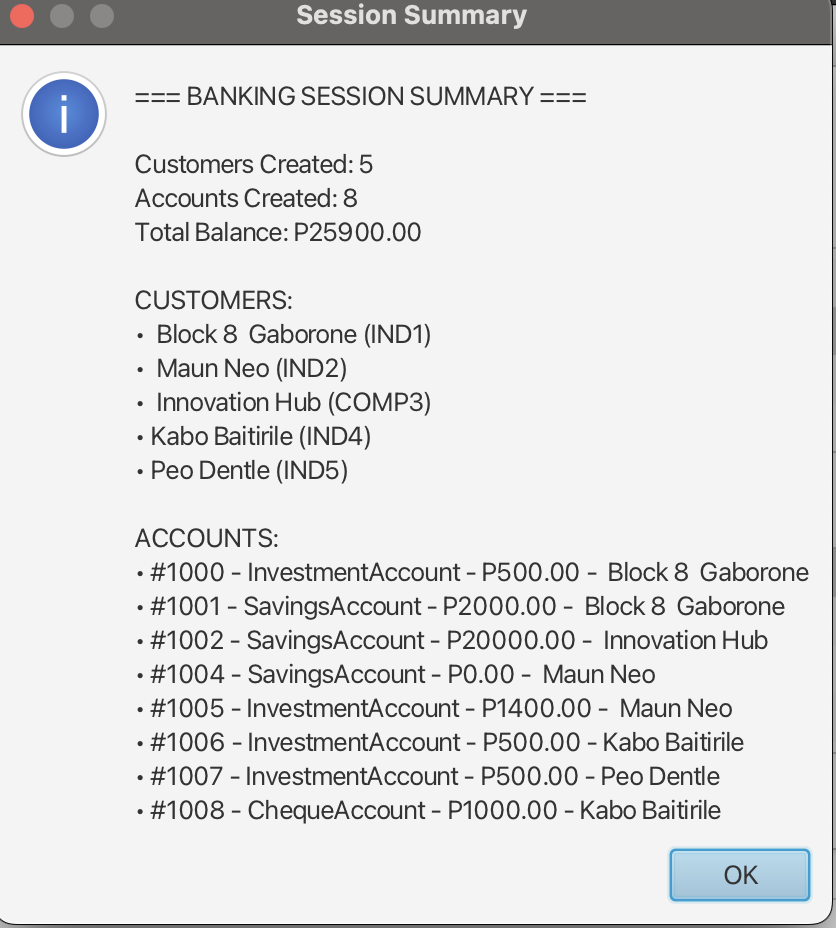 Session Summary
i
=== BANKING SESSION SUMMARY ===
Customers Created: 5
Accounts Created: 8
Total Balance: P25900.00
CUSTOMERS:
•  Block 8  Gaborone (IND1)
•  Maun Neo (IND2)
•  Innovation Hub (COMP3)
• Kabo Baitirile (IND4)
• Peo Dentle (IND5)
ACCOUNTS:
• #1000 - InvestmentAccount - P500.00 -  Block 8  Gaborone
• #1001 - SavingsAccount - P2000.00 -  Block 8  Gaborone
• #1002 - SavingsAccount - P20000.00 -  Innovation Hub
• #1004 - SavingsAccount - P0.00 -  Maun Neo
• #1005 - InvestmentAccount - P1400.00 -  Maun Neo
• #1006 - InvestmentAccount - P500.00 - Kabo Baitirile
• #1007 - InvestmentAccount - P500.00 - Peo Dentle
• #1008 - ChequeAccount - P1000.00 - Kabo Baitirile
OK